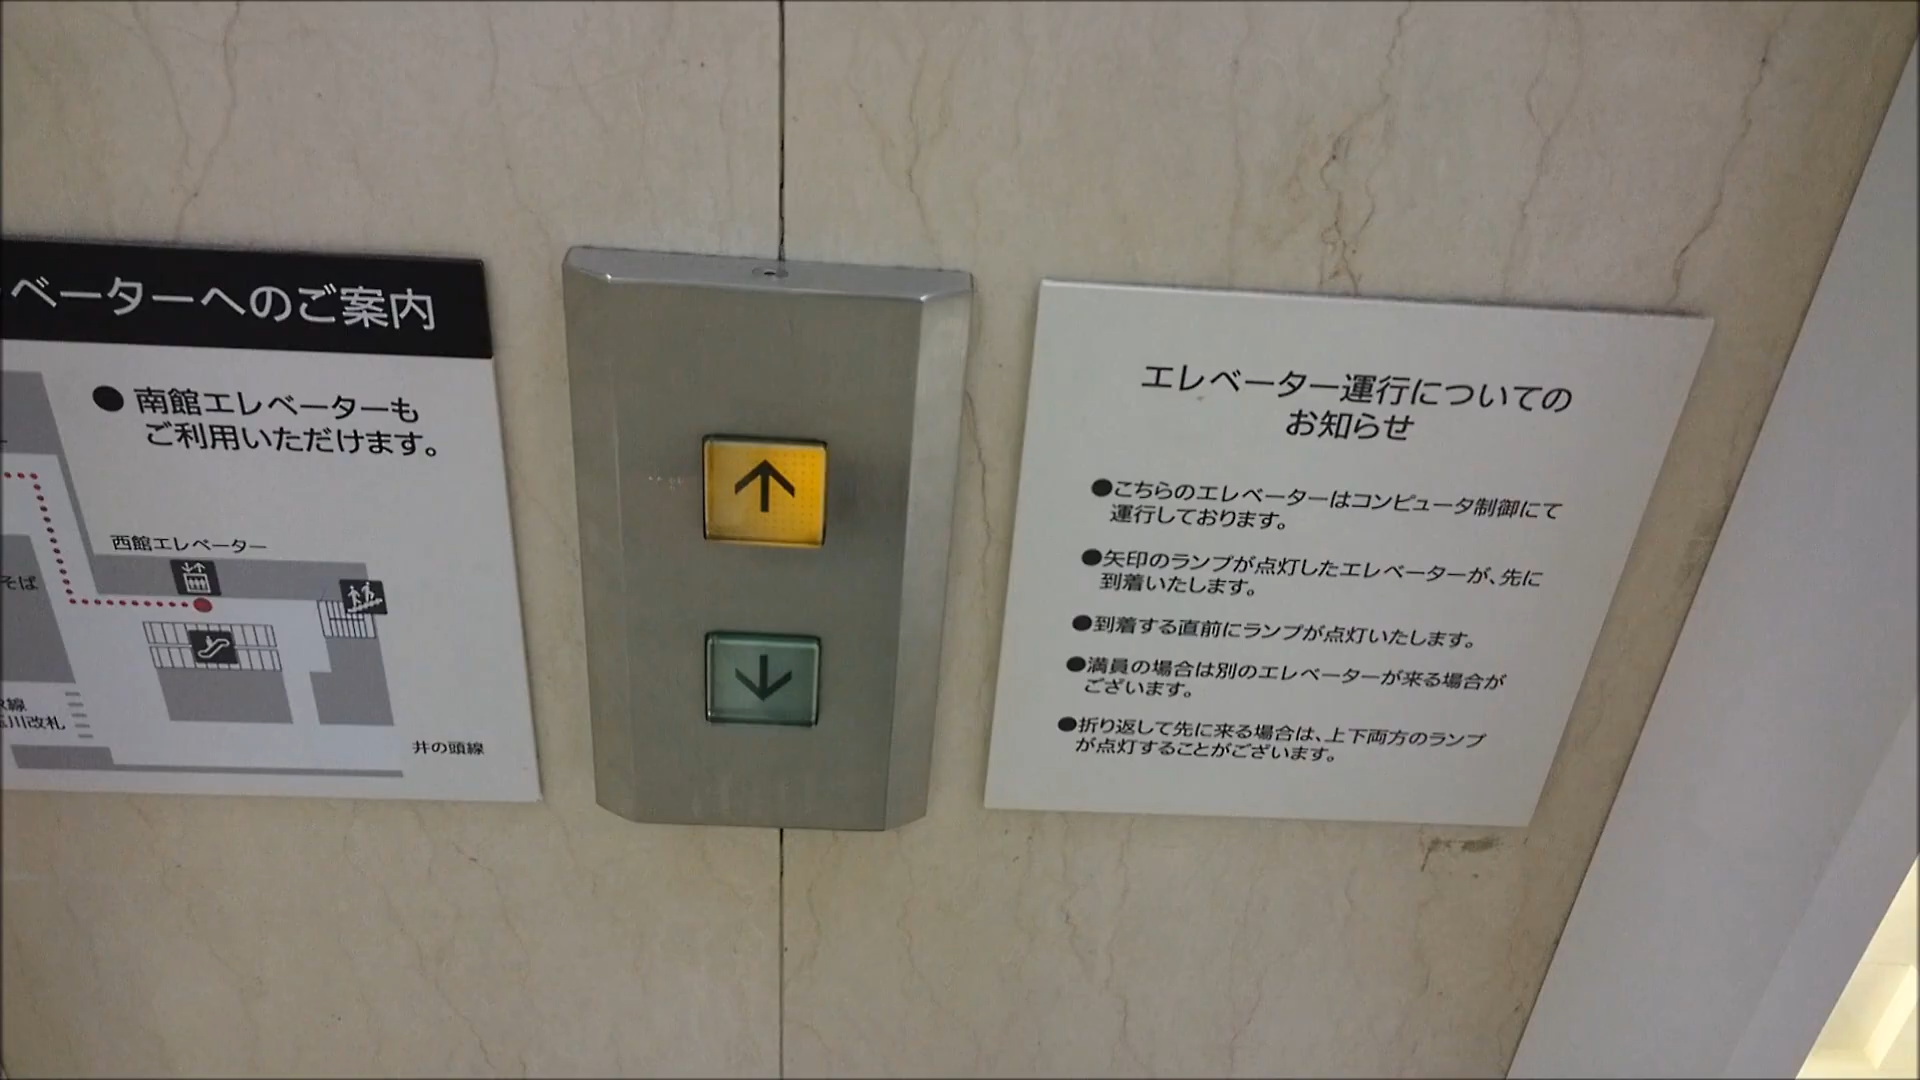 ベーターへのご案内
●南館エレベーターも
ご利用いただけます。
西館エレベーター
そば
線
川改札
井の頭線
エレベーター運行についての
お知らせ
●こちらのエレベーターはコンピュータ制御にて
運行しております。
●矢印のランプが点灯したエレベーターが、先に
到着いたします。
●到着する直前にランプが点灯いたします。
●満員の場合は別のエレベーターが来る場合が
ございます。
●折り返して先に来る場合は、上下両方のランプ
が点灯することがございます。